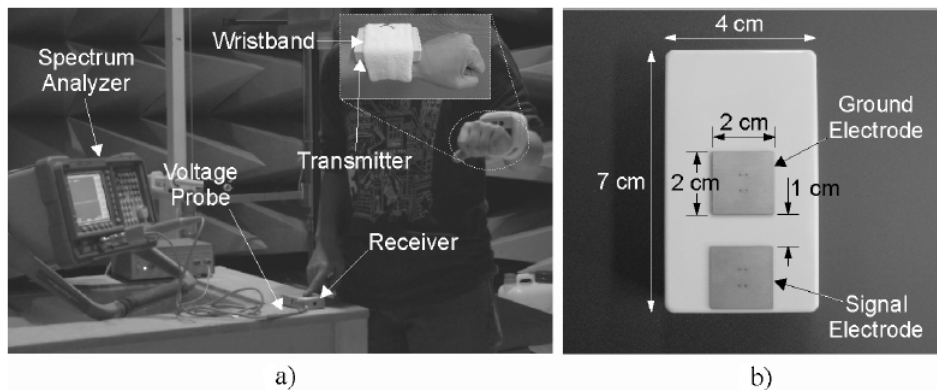 Wristband
Spectrum
Analyzer
Transmitter
Voltage
Probe
Receiver
a)
4 cm
Ground
Electrode
2 cm
2 cm
1 cm
7 cm
Signal
Electrode
b)